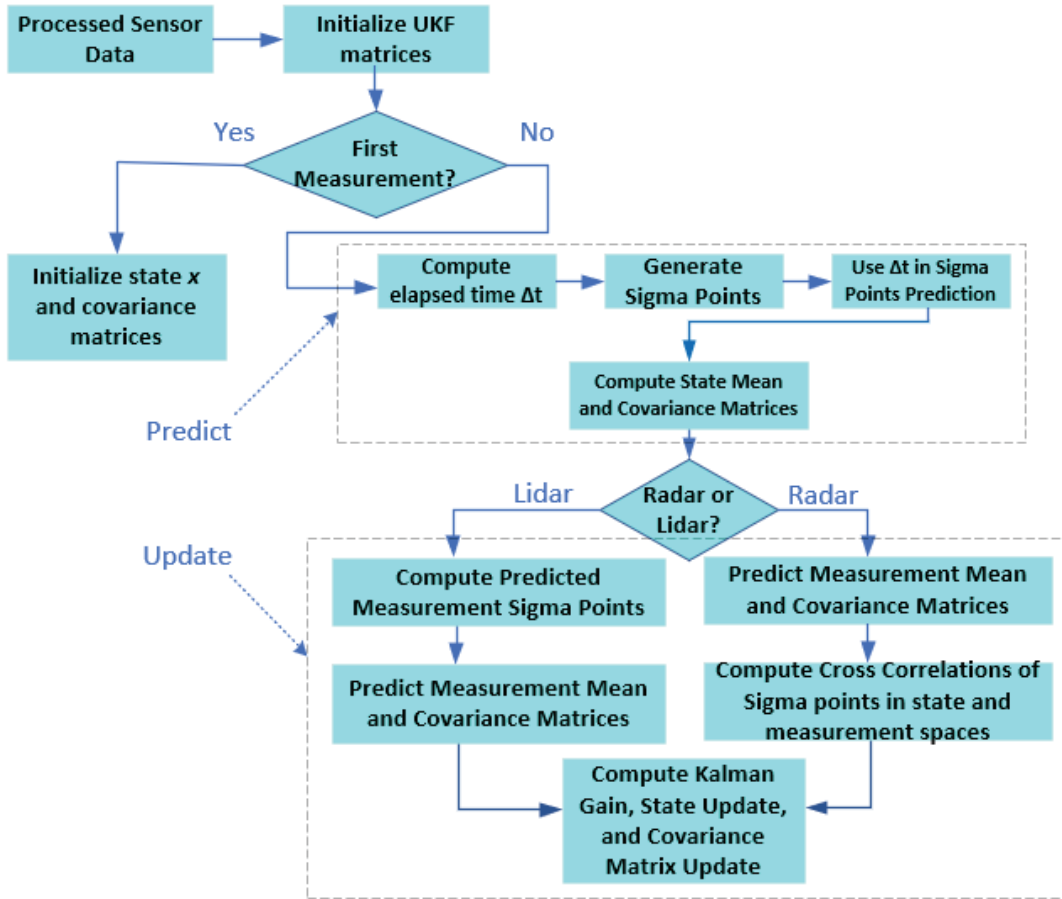 Processed Sensor
Data
Initialize UKF
matrices
Yes
No
First
Measurement?
Initialize state x
and covariance
matrices
Compute
elapsed time Δt
Generate
Sigma Points
Use Δt in Sigma
Points Prediction
Compute State Mean
and Covariance Matrices
Predict
Lidar
Radar or
Lidar?
Radar
Update
Compute Predicted
Measurement Sigma Points
Predict Measurement Mean
and Covariance Matrices
Predict Measurement Mean
and Covariance Matrices
Compute Cross Correlations of
Sigma points in state and
measurement spaces
Compute Kalman
Gain, State Update,
and Covariance
Matrix Update